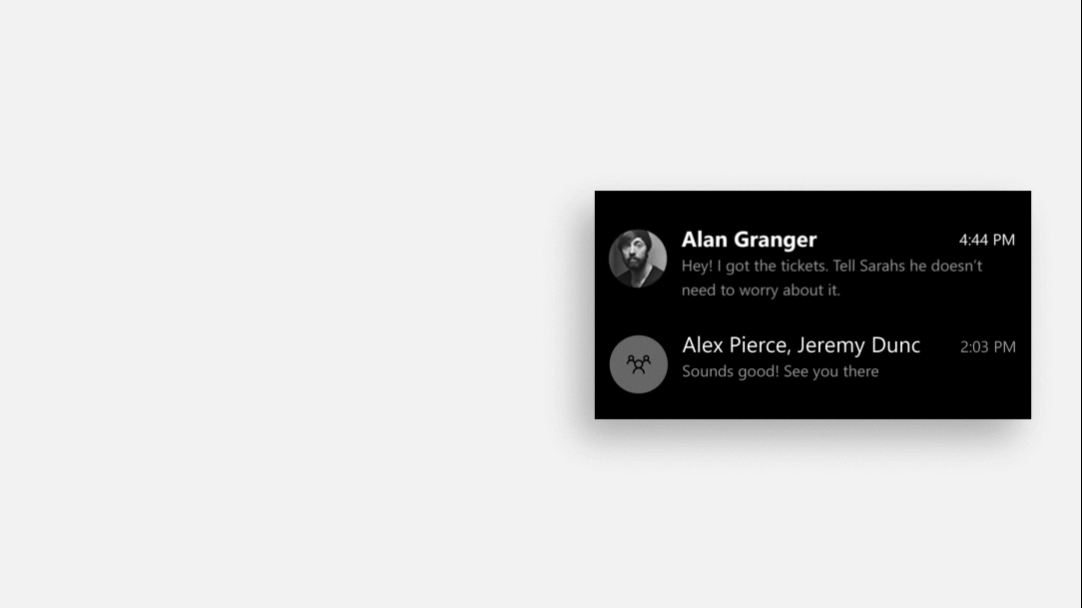 Alan Granger 4:44 PM
Hey! I got the tickets. Tell Sarahs he doesn't
need to worry about it.
Alex Pierce, Jeremy Dunc 2:03 PM
Sounds good! See you there